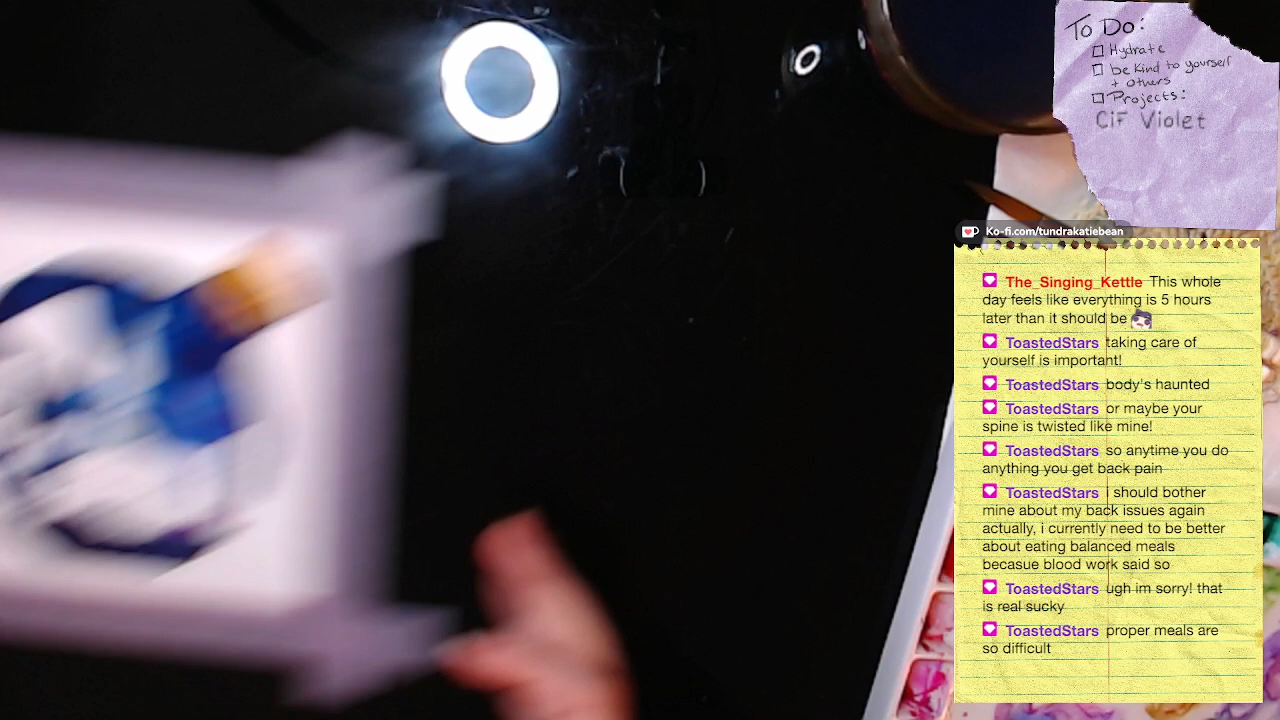 To Do:
Hydrate
be Kind to yourself
+ others
Projects:
CiF Violet
Ko-fi.com/tundrakatiebean
The_Singing_Kettle This whole
day feels like everything is 5 hours
later than it should be
ToastedStars taking care of
yourself is important!
ToastedStars body's haunted
ToastedStars or maybe your
spine is twisted like mine!
ToastedStars so anytime you do
anything you get back pain
ToastedStars i should bother
mine about my back issues again
actually, i currently need to be better
about eating balanced meals
becasue blood work said so
ToastedStars ugh im sorry! that
is real sucky
ToastedStars proper meals are
so difficult